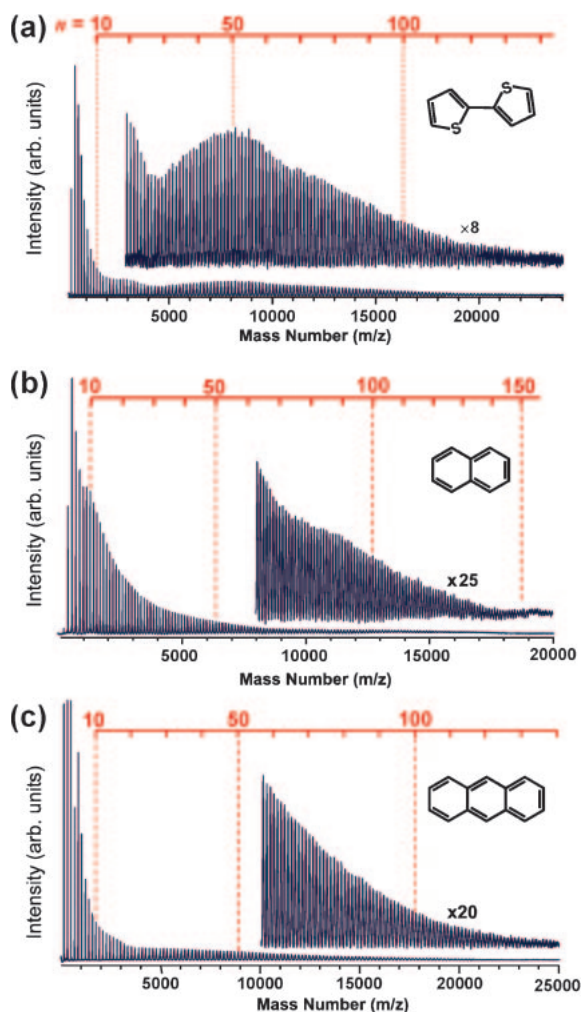 (a) n = 10 50 100
Intensity (arb. units)
S
S
×8
5000 10000 15000 20000
Mass Number (m/z)
(b) 10 50 100 150
Intensity (arb. units)
x25
5000 10000 15000 20000
Mass Number (m/z)
(c) 10 50 100
Intensity (arb. units)
x20
5000 10000 15000 20000 25000
Mass Number (m/z)